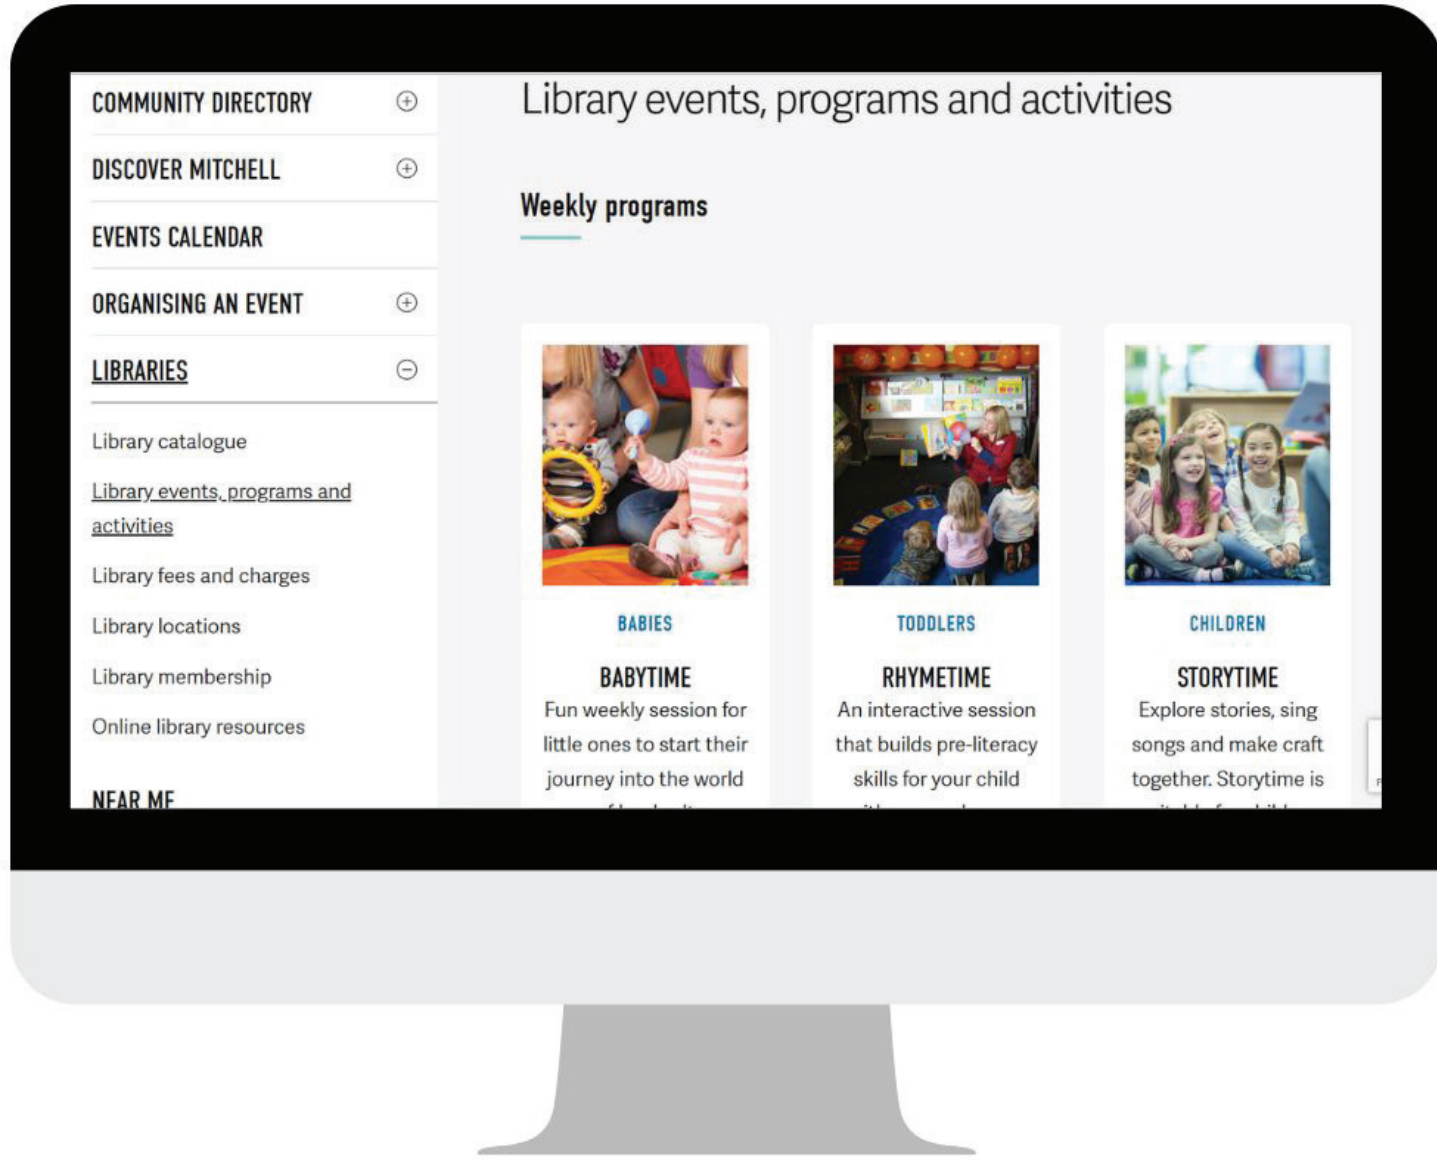 COMMUNITY DIRECTORY
DISCOVER MITCHELL
EVENTS CALENDAR
ORGANISING AN EVENT
LIBRARIES
Library catalogue
Library events, programs and
activities
Library fees and charges
Library locations
Library membership
Online library resources
NEAR ME
Library events, programs and activities
Weekly programs
BABIES
BABYTIME
Fun weekly session for
little ones to start their
journey into the world
TODDLERS
RHYMETIME
An interactive session
that builds pre-literacy
skills for your child
CHILDREN
STORYTIME
Explore stories, sing
songs and make craft
together. Storytime is